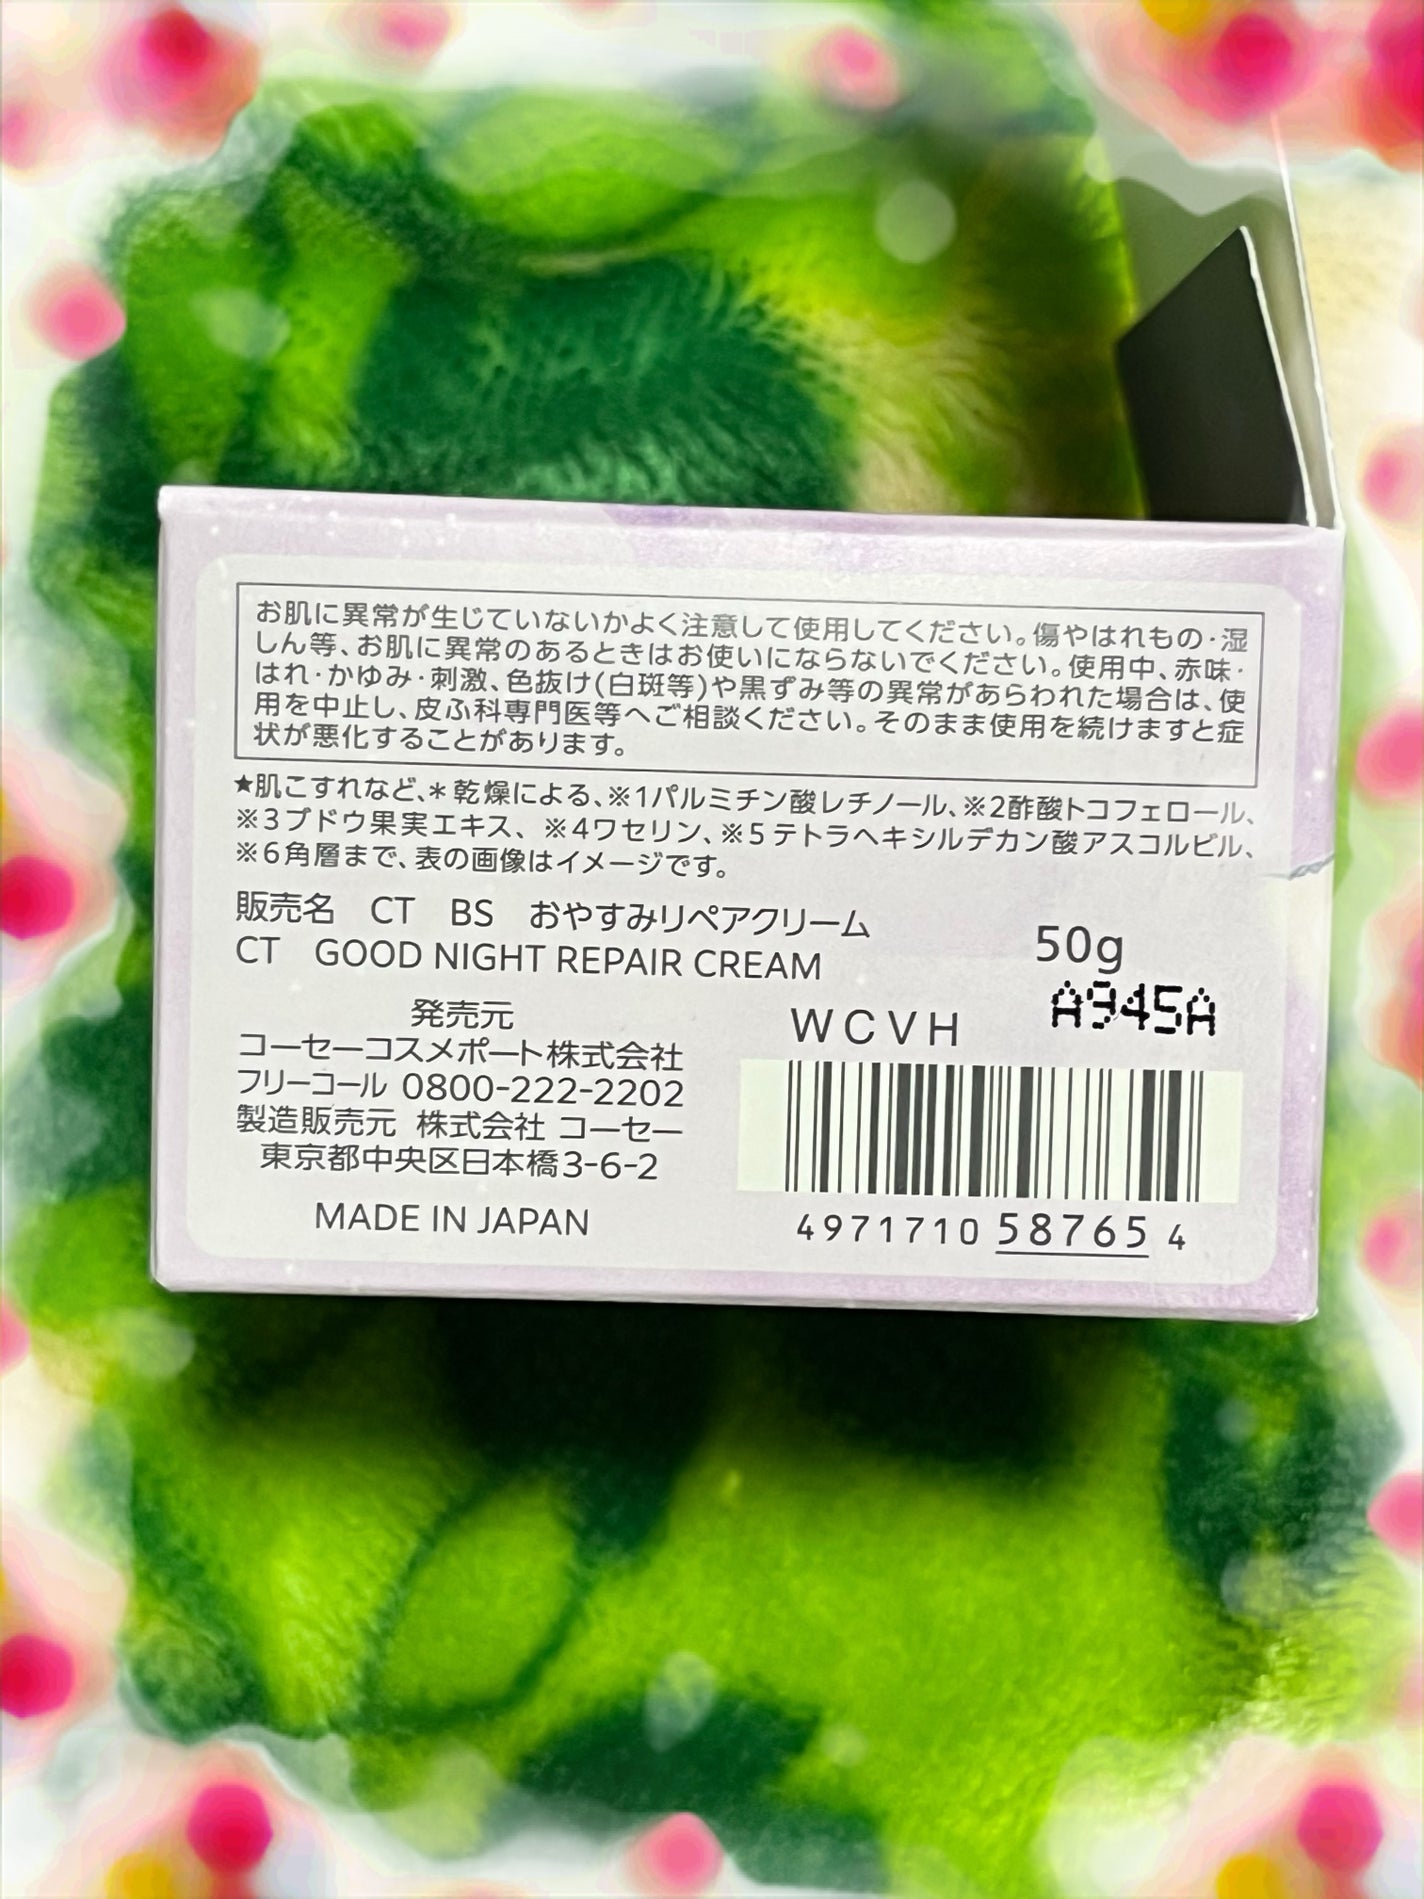 お肌に異常が生じていないかよく注意して使用してください。傷やはれもの・湿
しん等、お肌に異常のあるときはお使いにならないでください。使用中、赤味・
はれ・かゆみ・刺激、色抜け(白斑等)や黒ずみ等の異常があらわれた場合は、使
用を中止し、皮ふ科専門医等へご相談ください。そのまま使用を続けますと症
状が悪化することがあります。
★肌こすれなど、＊乾燥による、※1パルミチン酸レチノール、※2酢酸トコフェロール、
※3ブドウ果実エキス、※4ワセリン、※5テトラヘキシルデカン酸アスコルビル、
※6角層まで、表の画像はイメージです。
販売名　CT　BS　おやすみリペアクリーム
CT　GOOD NIGHT REPAIR CREAM
50g
A945A
発売元
コーセーコスメポート株式会社
フリーコール 0800-222-2202
製造販売元 株式会社 コーセー
東京都中央区日本橋3-6-2
MADE IN JAPAN
WCVH
4971710 58765 4